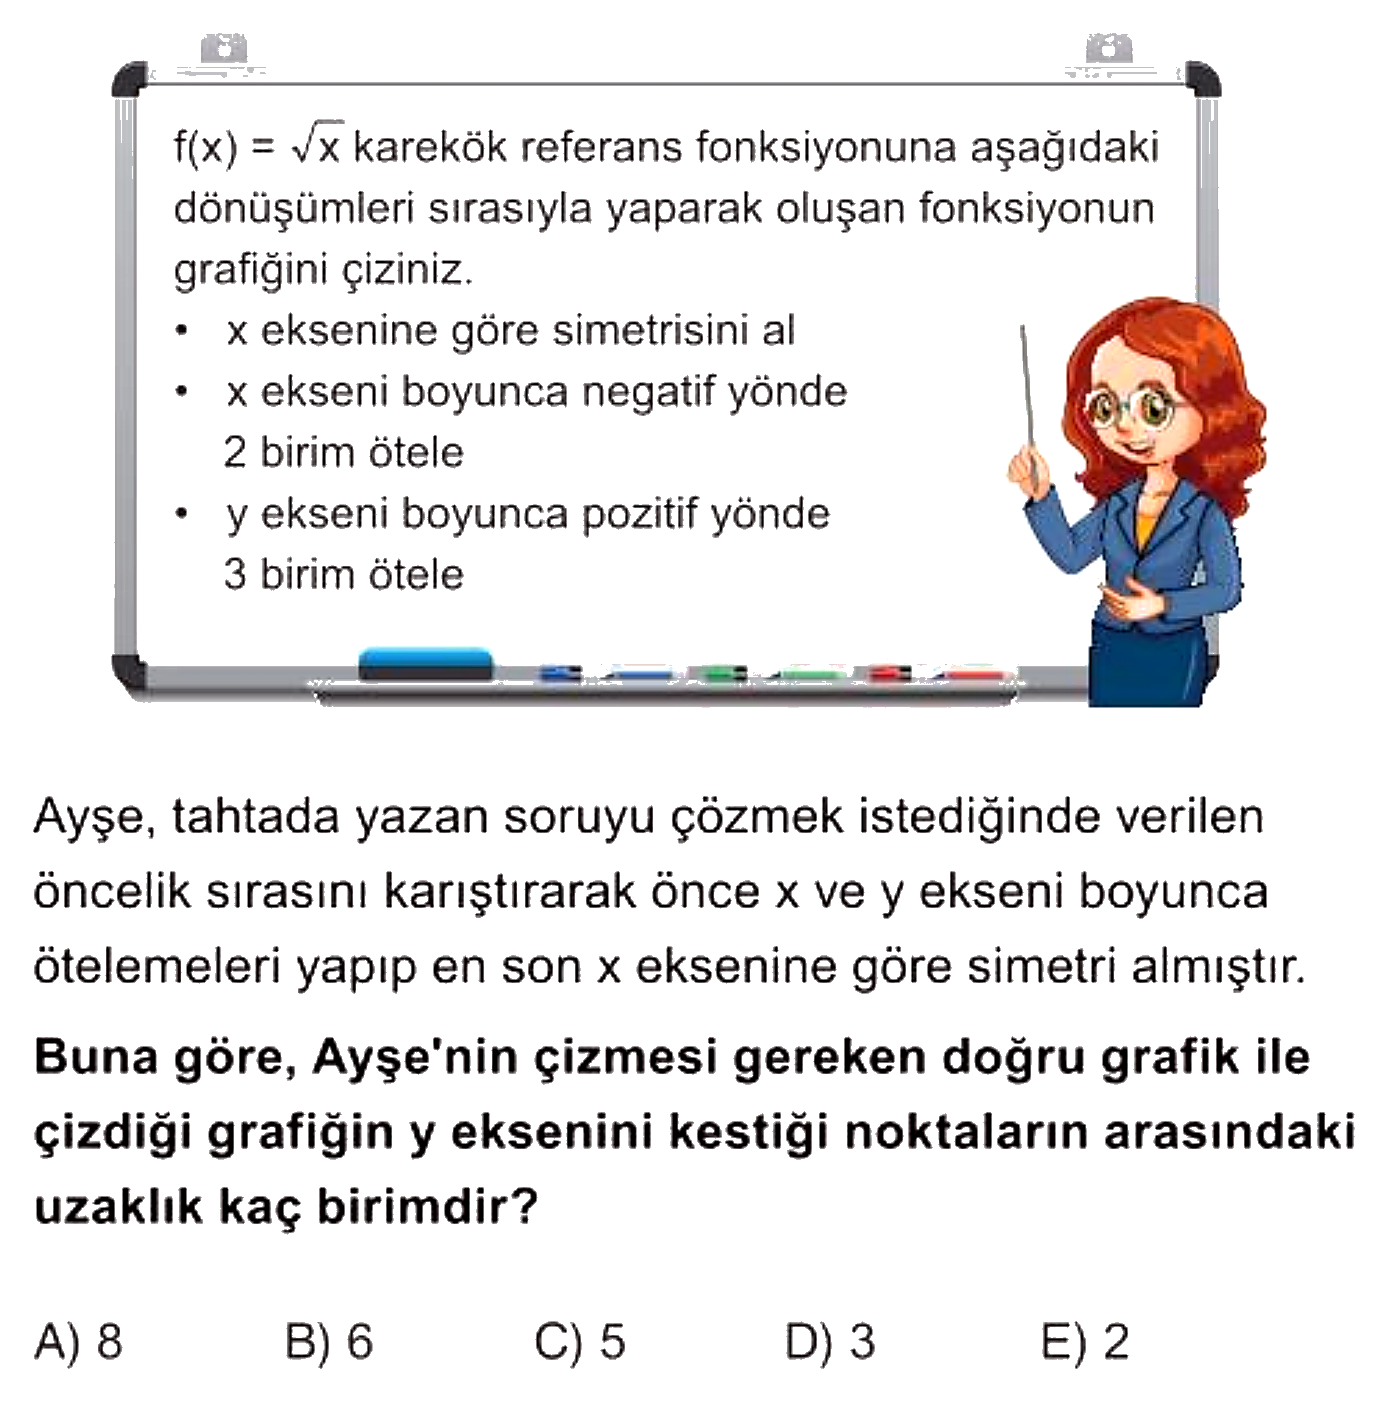 f(x) = √x karekök referans fonksiyonuna aşağıdaki
dönüşümleri sırasıyla yaparak oluşan fonksiyonun
grafiğini çiziniz.
• x eksenine göre simetrisini al
• x ekseni boyunca negatif yönde
2 birim ötele
• y ekseni boyunca pozitif yönde
3 birim ötele
Ayşe, tahtada yazan soruyu çözmek istediğinde verilen
öncelik sırasını karıştırarak önce x ve y ekseni boyunca
ötelemeleri yapıp en son x eksenine göre simetri almıştır.
Buna göre, Ayşe'nin çizmesi gereken doğru grafik ile
çizdiği grafiğin y eksenini kestiği noktaların arasındaki
uzaklık kaç birimdir?
A) 8 B) 6 C) 5 D) 3 E) 2